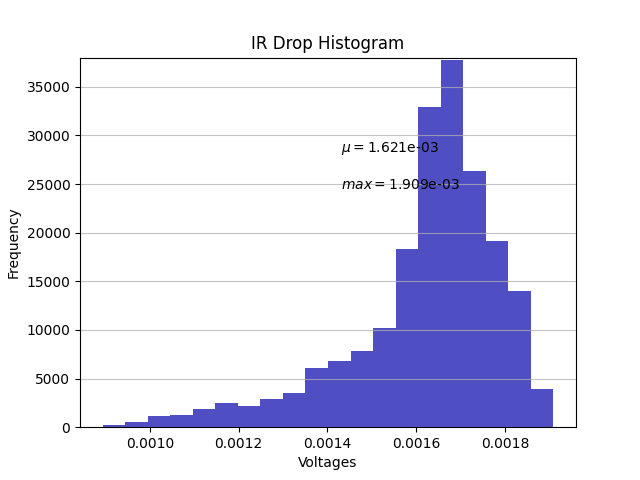 IR Drop Histogram
35000
30000
25000
20000
15000
10000
5000
0
Frequency
μ = 1.621e-03
max = 1.909e-03
0.0010 0.0012 0.0014 0.0016 0.0018
Voltages